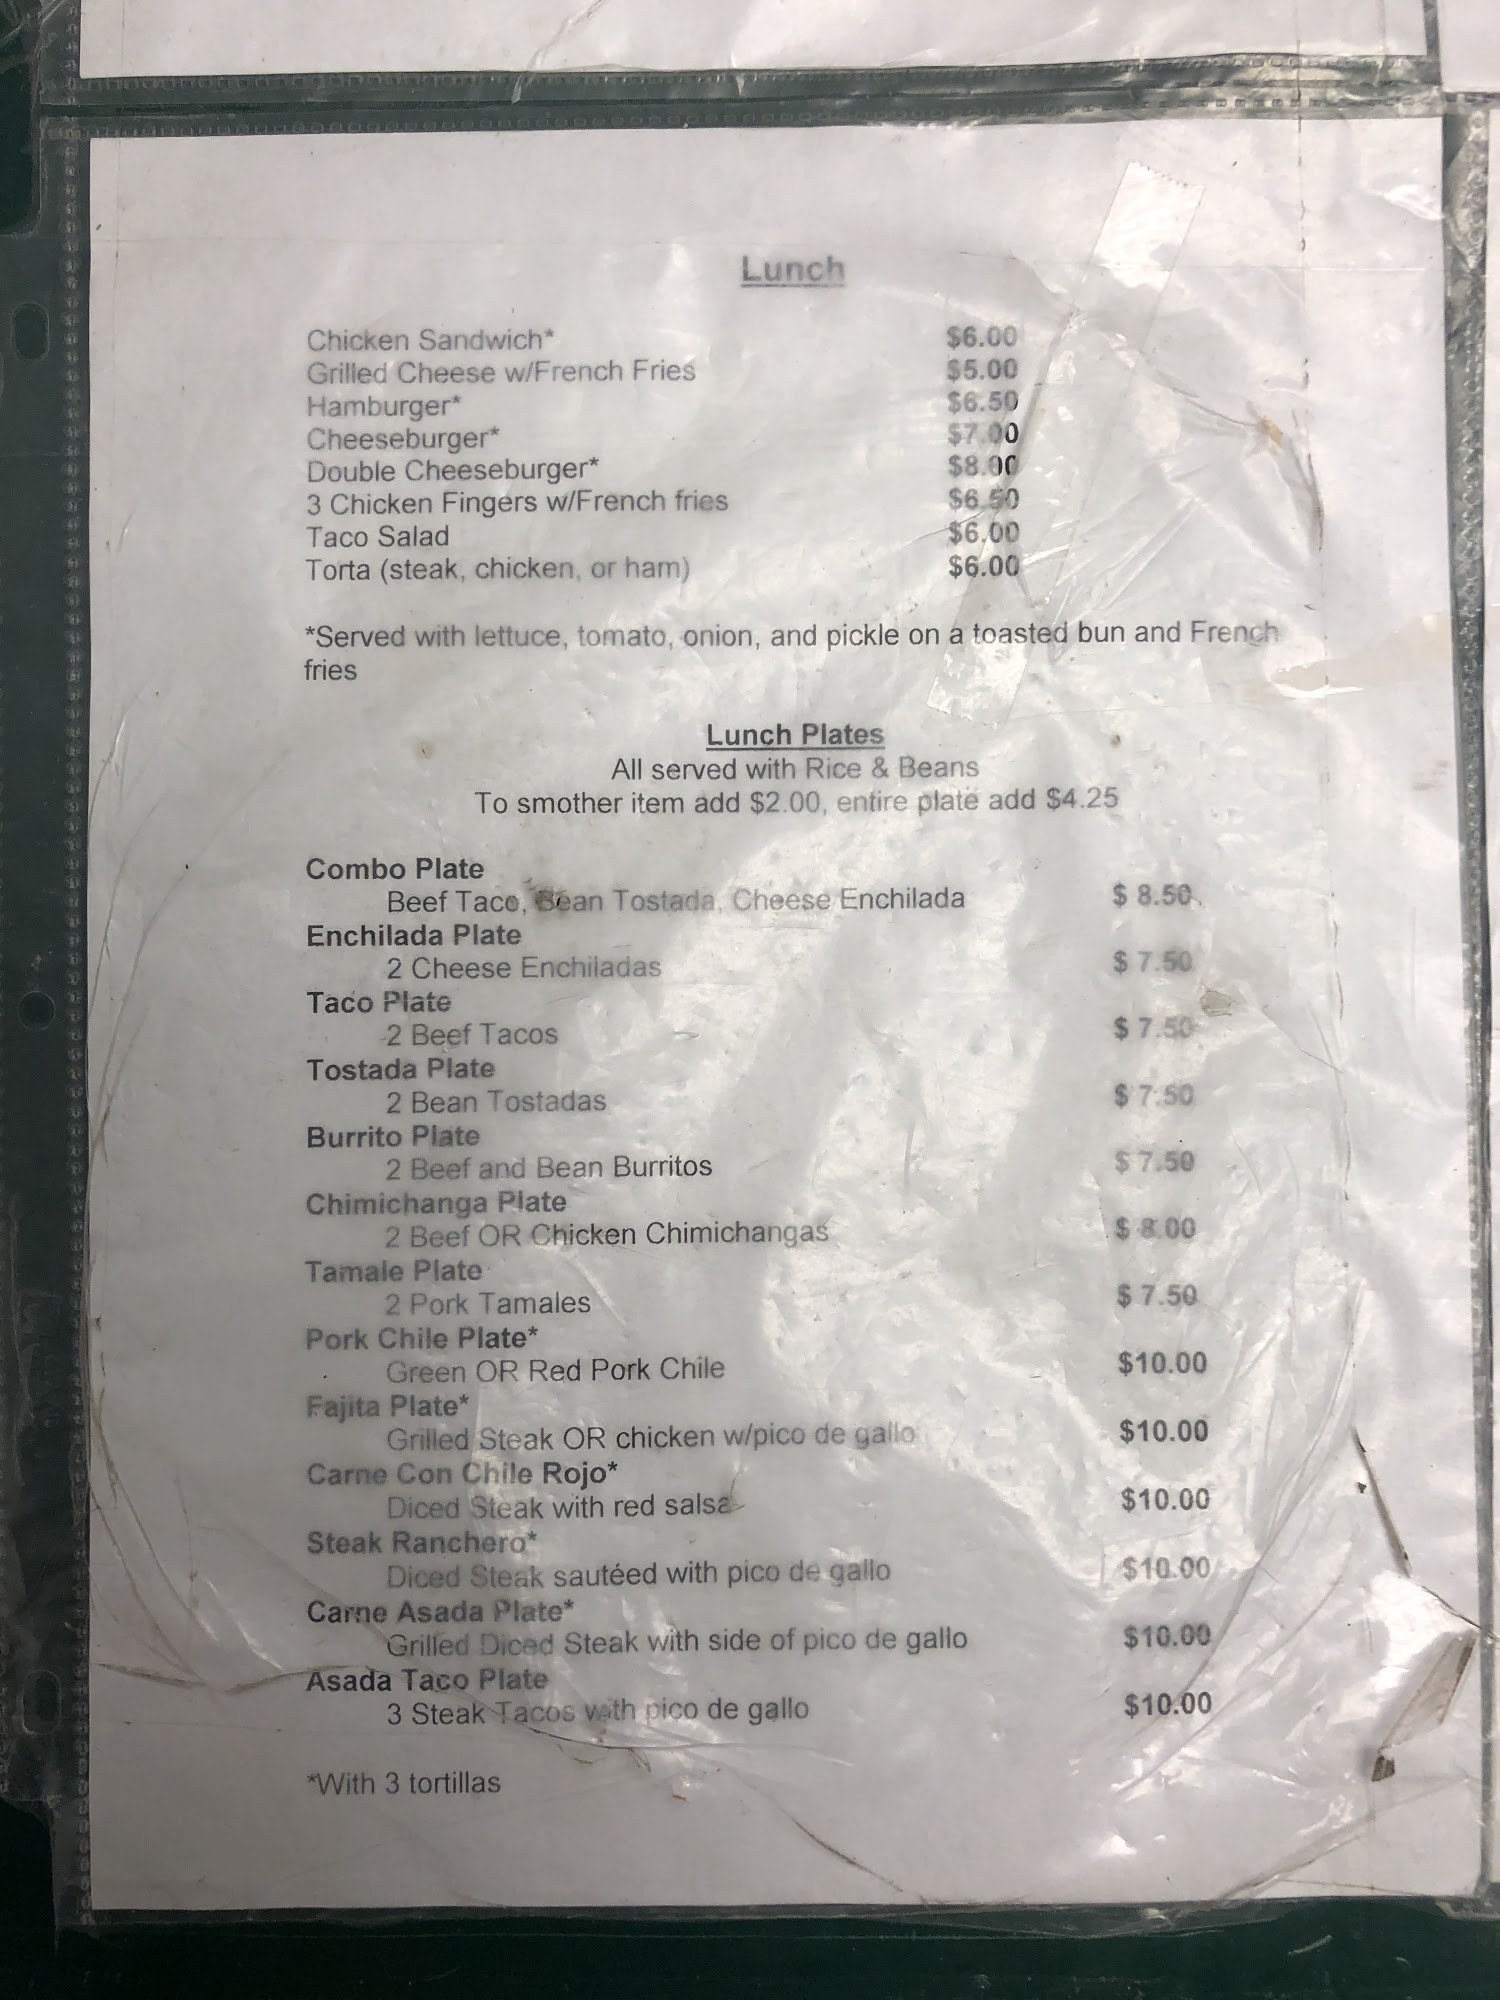 Lunch
Chicken Sandwich* $6.00
Grilled Cheese w/French Fries $5.00
Hamburger* $6.50
Cheeseburger* $7.00
Double Cheeseburger* $8.00
3 Chicken Fingers w/French fries $6.50
Taco Salad $6.00
Torta (steak, chicken, or ham) $6.00
*Served with lettuce, tomato, onion, and pickle on a toasted bun and French
fries
Lunch Plates
All served with Rice & Beans
To smother item add $2.00, entire plate add $4.25
Combo Plate
Beef Taco, Bean Tostada, Cheese Enchilada $ 8.50
Enchilada Plate
2 Cheese Enchiladas $ 7.50
Taco Plate
2 Beef Tacos $ 7.50
Tostada Plate
2 Bean Tostadas $ 7.50
Burrito Plate
2 Beef and Bean Burritos $ 7.50
Chimichanga Plate
2 Beef OR Chicken Chimichangas $ 8.00
Tamale Plate
2 Pork Tamales $ 7.50
Pork Chile Plate*
Green OR Red Pork Chile $10.00
Fajita Plate*
Grilled Steak OR chicken w/pico de gallo $10.00
Carne Con Chile Rojo*
Diced Steak with red salsa $10.00
Steak Ranchero*
Diced Steak sautéed with pico de gallo $10.00
Carne Asada Plate*
Grilled Diced Steak with side of pico de gallo $10.00
Asada Taco Plate
3 Steak Tacos with pico de gallo $10.00
*With 3 tortillas